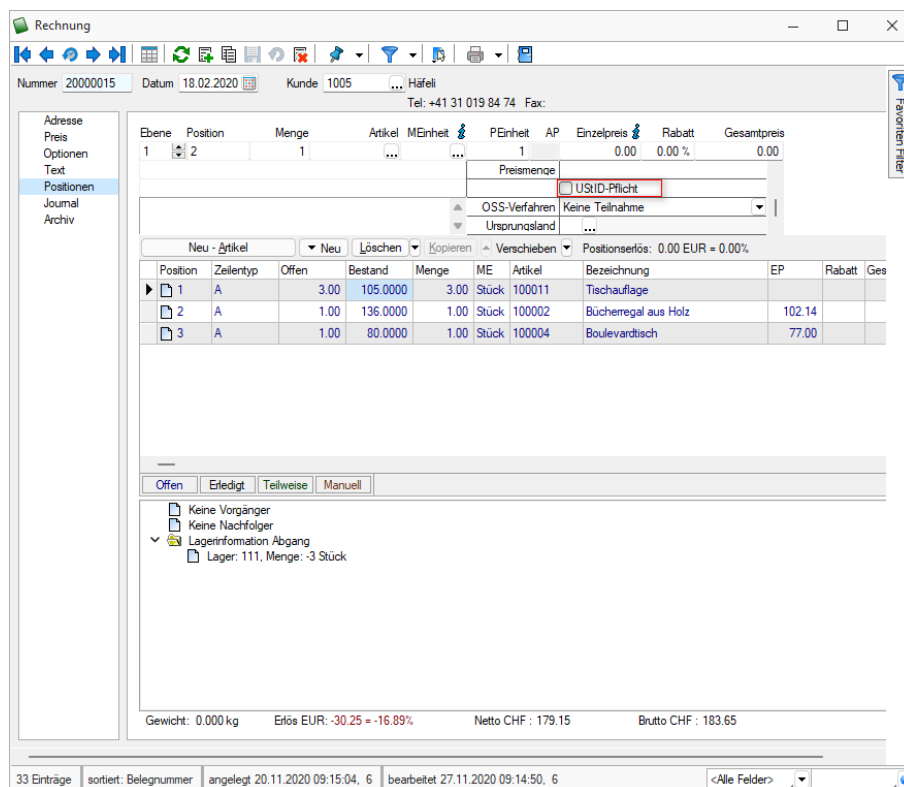 Rechnung
Nummer 20000015 Datum 18.02.2020 Kunde 1005 ... Häfeli
Tel: +41 31 019 84 74 Fax:
Favoriten Filter
Adresse
Preis
Optionen
Text
Positionen
Journal
Archiv
Ebene Position Menge Artikel MEinheit PEinheit AP Einzelpreis Rabatt Gesamtpreis
1 2 1 ... ... 1 0.00 0.00 % 0.00
Preismenge
UStID-Pflicht
OSS-Verfahren Keine Teilnahme
Ursprungsland ...
Neu - Artikel Neu Löschen Kopieren Verschieben Positionserlös: 0.00 EUR = 0.00%
Position Zeilentyp Offen Bestand Menge ME Artikel Bezeichnung EP Rabatt Ges
1 A 3.00 105.0000 3.00 Stück 100011 Tischauflage
2 A 1.00 136.0000 1.00 Stück 100002 Bücherregal aus Holz 102.14
3 A 1.00 80.0000 1.00 Stück 100004 Boulevardtisch 77.00
Offen Erledigt Teilweise Manuell
Keine Vorgänger
Keine Nachfolger
Lagerinformation Abgang
Lager: 111, Menge: -3 Stück
Gewicht: 0.000 kg Erlös EUR: -30.25 = -16.89% Netto CHF : 179.15 Brutto CHF : 183.65
33 Einträge sortiert: Belegnummer angelegt 20.11.2020 09:15:04, 6 bearbeitet 27.11.2020 09:14:50, 6 <Alle Felder>